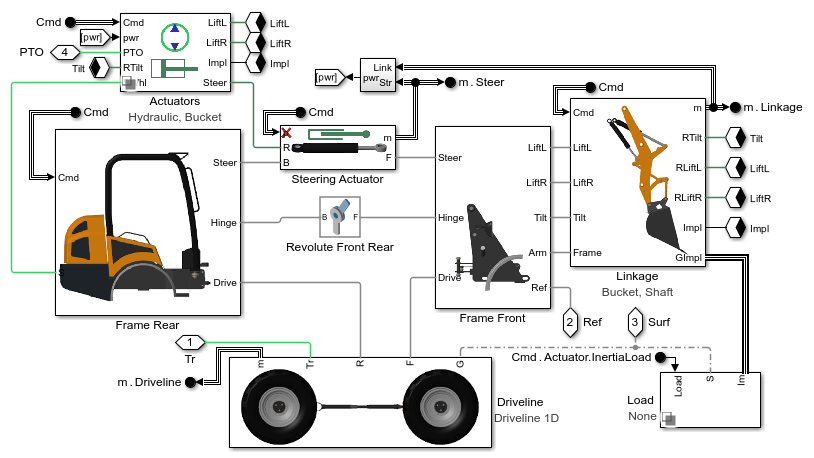 Cmd
Cmd
LiftL
LiftL
[pwr]
pwr
LiftR
LiftR
PTO
4
PTO
Tilt
RTilt
Impl
Impl
Steer
Actuators
Hydraulic, Bucket
[pwr]
Link
pwr
Str
m.Steer
Cmd
Cmd
m
m.Linkage
RTilt
Tilt
LiftL
RLiftL
LiftL
LiftR
RLiftR
LiftR
Tilt
Impl
Impl
Frame
GImpl
Linkage
Bucket, Shaft
Cmd
R
B
m
F
Steering Actuator
Cmd
Cmd
Steer
Hinge
Drive
S
Frame Rear
B
F
Revolute Front Rear
Steer
LiftL
LiftR
Hinge
Tilt
Arm
Drive
Ref
Frame Front
2
Ref
3
Surf
1
Tr
m.Driveline
m
Tr
R
F
G
Driveline
Driveline 1D
Cmd.Actuator.InertiaLoad
Load
S
Im
Load
None